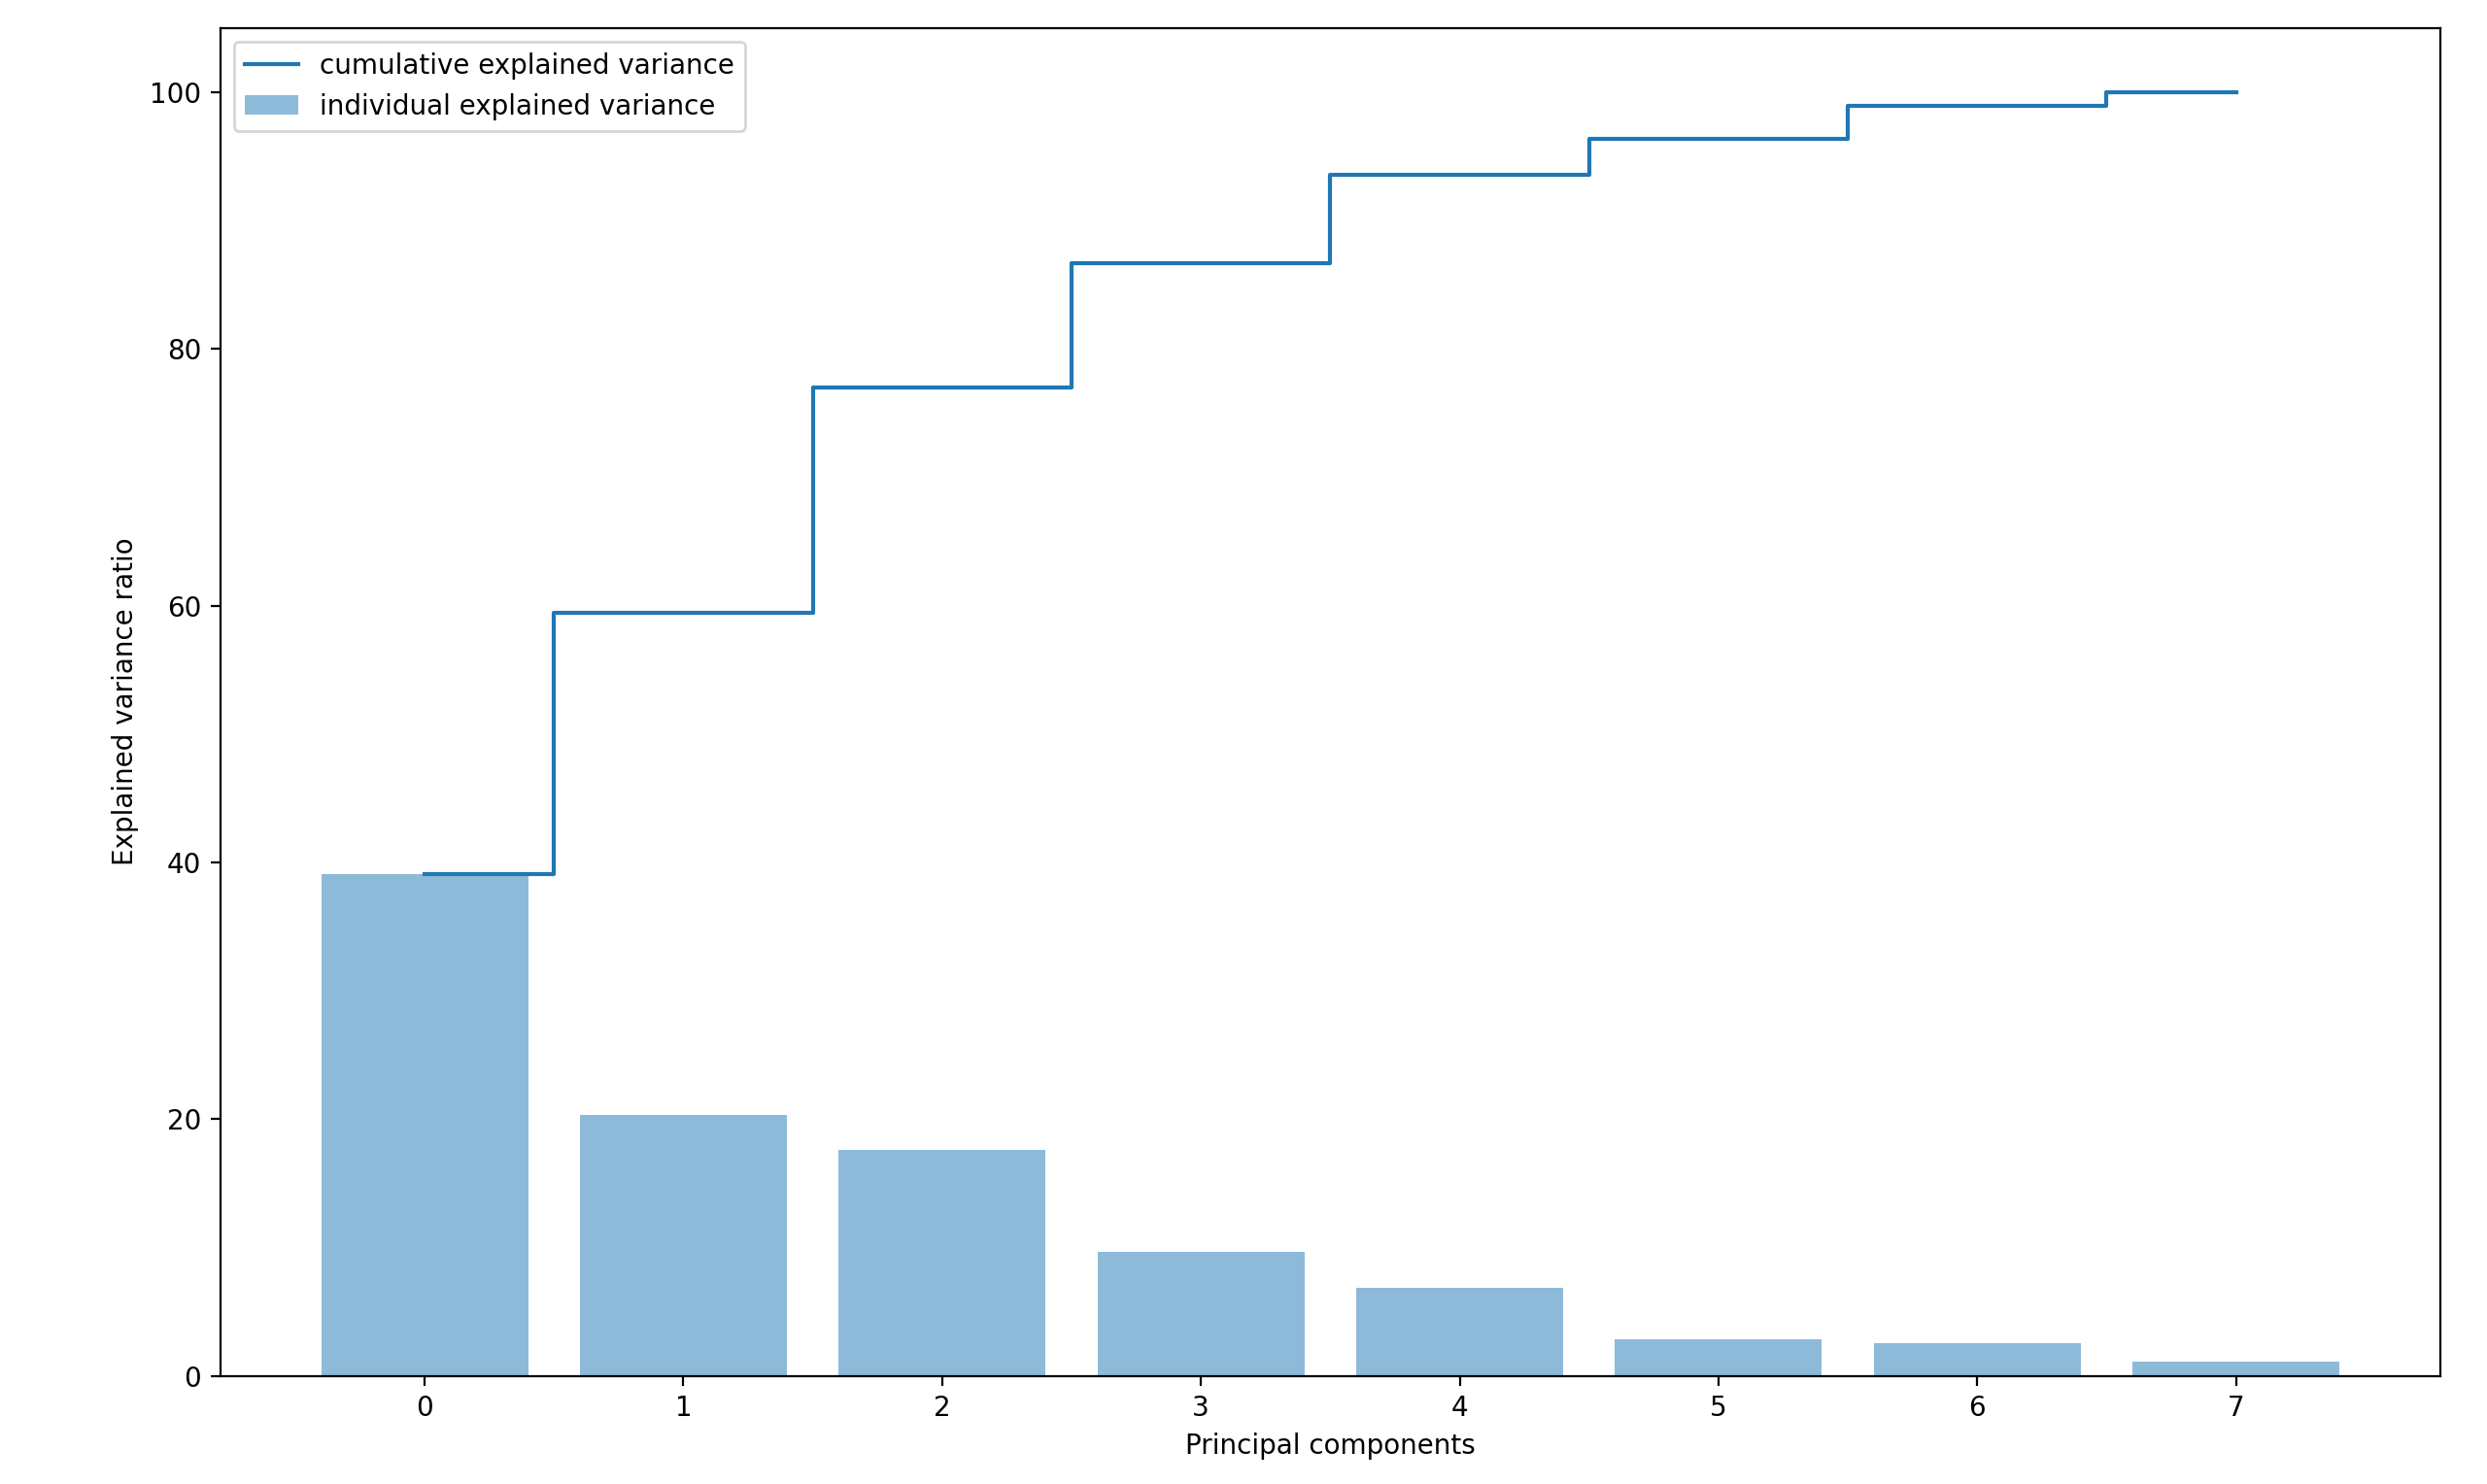 cumulative explained variance
individual explained variance
100
80
60
40
20
0
Explained variance ratio
0 1 2 3 4 5 6 7
Principal components